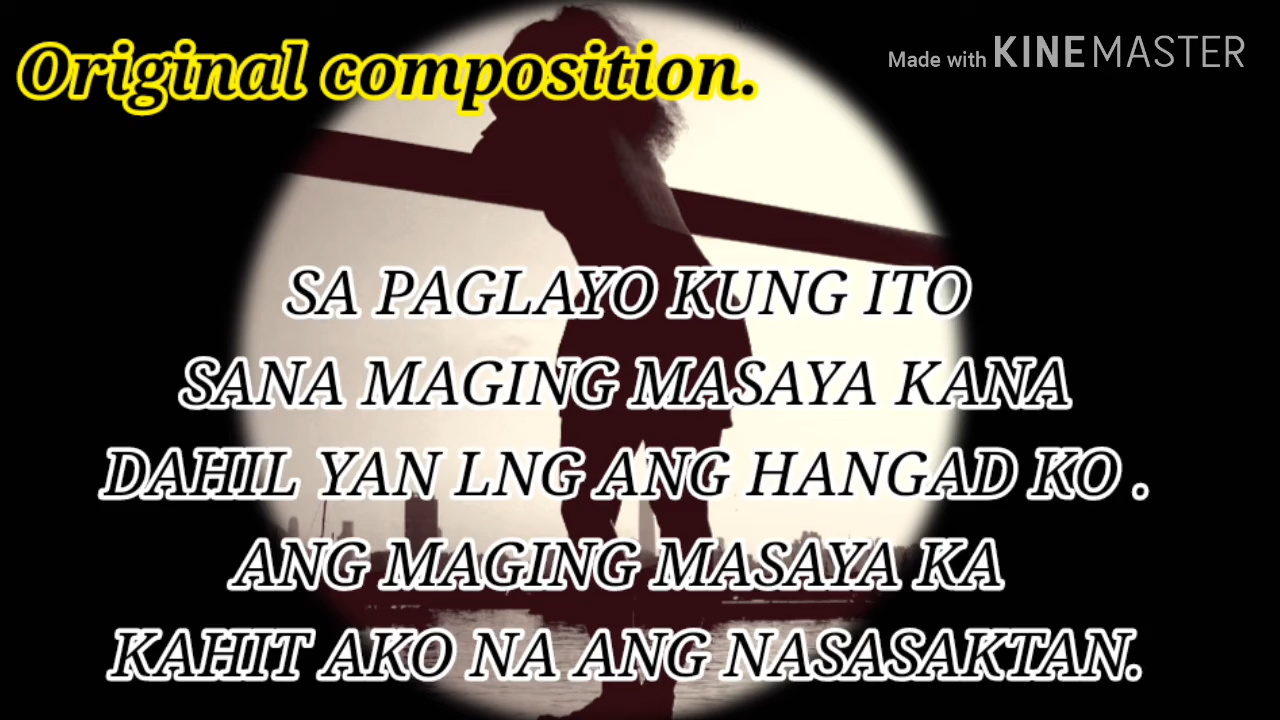 Original composition.
Made with KINEMASTER
SA PAGLAYO KUNG ITO
SANA MAGING MASAYA KANA
DAHIL YAN LNG ANG HANGAD KO .
ANG MAGING MASAYA KA
KAHIT AKO NA ANG NASASAKTAN.